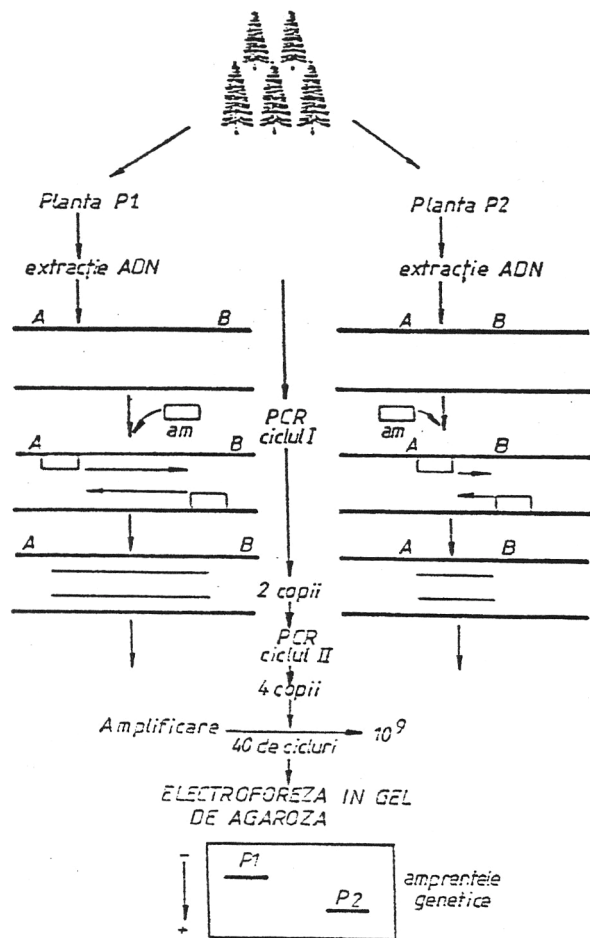 Planta P1
Planta P2
extracție ADN
extracție ADN
A B
A B
am
PCR
ciclul I
am
A B
A B
A B
A B
2 copii
PCR
ciclul II
4 copii
Amplificare
40 de cicluri
10⁹
ELECTROFOREZA IN GEL
DE AGAROZA
-
P1
P2
+
amprentele
genetice